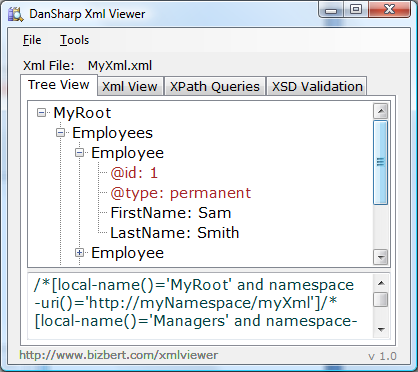 DanSharp Xml Viewer
File Tools
Xml File: MyXml.xml
Tree View Xml View XPath Queries XSD Validation
MyRoot
Employees
Employee
@id: 1
@type: permanent
FirstName: Sam
LastName: Smith
Employee
/*[local-name()='MyRoot' and namespace
-uri()='http://myNamespace/myXml']/*
[local-name()='Managers' and namespace-
http://www.bizbert.com/xmlviewer v 1.0